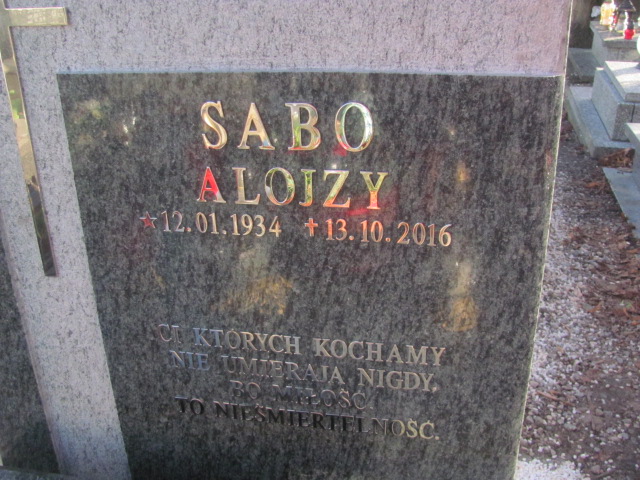 SABO
ALOJZY
★12.01.1934 ✝13.10.2016
CI KTÓRYCH KOCHAMY
NIE UMIERAJĄ NIGDY,
BO MIŁOŚĆ
TO NIEŚMIERTELNOŚĆ.